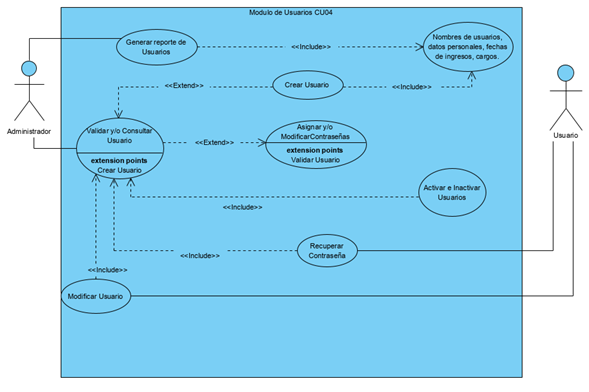 Modulo de Usuarios CU04
Generar reporte de
Usuarios
<<Include>>
Nombres de usuarios,
datos personales, fechas
de ingresos, cargos.
<<Extend>>
Crear Usuario
<<Include>>
Administrador
Validar y/o Consultar
Usuario
extension points
Crear Usuario
<<Extend>>
Asignar y/o
ModificarContraseñas
extension points
Validar Usuario
Usuario
Activar e Inactivar
Usuarios
<<Include>>
Recuperar
Contraseña
<<Include>>
<<Include>>
Modificar Usuario